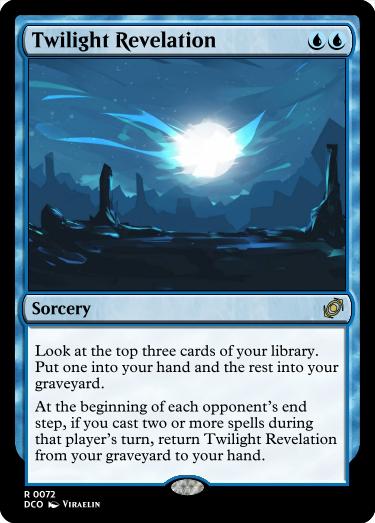 Twilight Revelation
Sorcery
Look at the top three cards of your library.
Put one into your hand and the rest into your
graveyard.
At the beginning of each opponent's end
step, if you cast two or more spells during
that player's turn, return Twilight Revelation
from your graveyard to your hand.
R 0072
DCO Viraelin